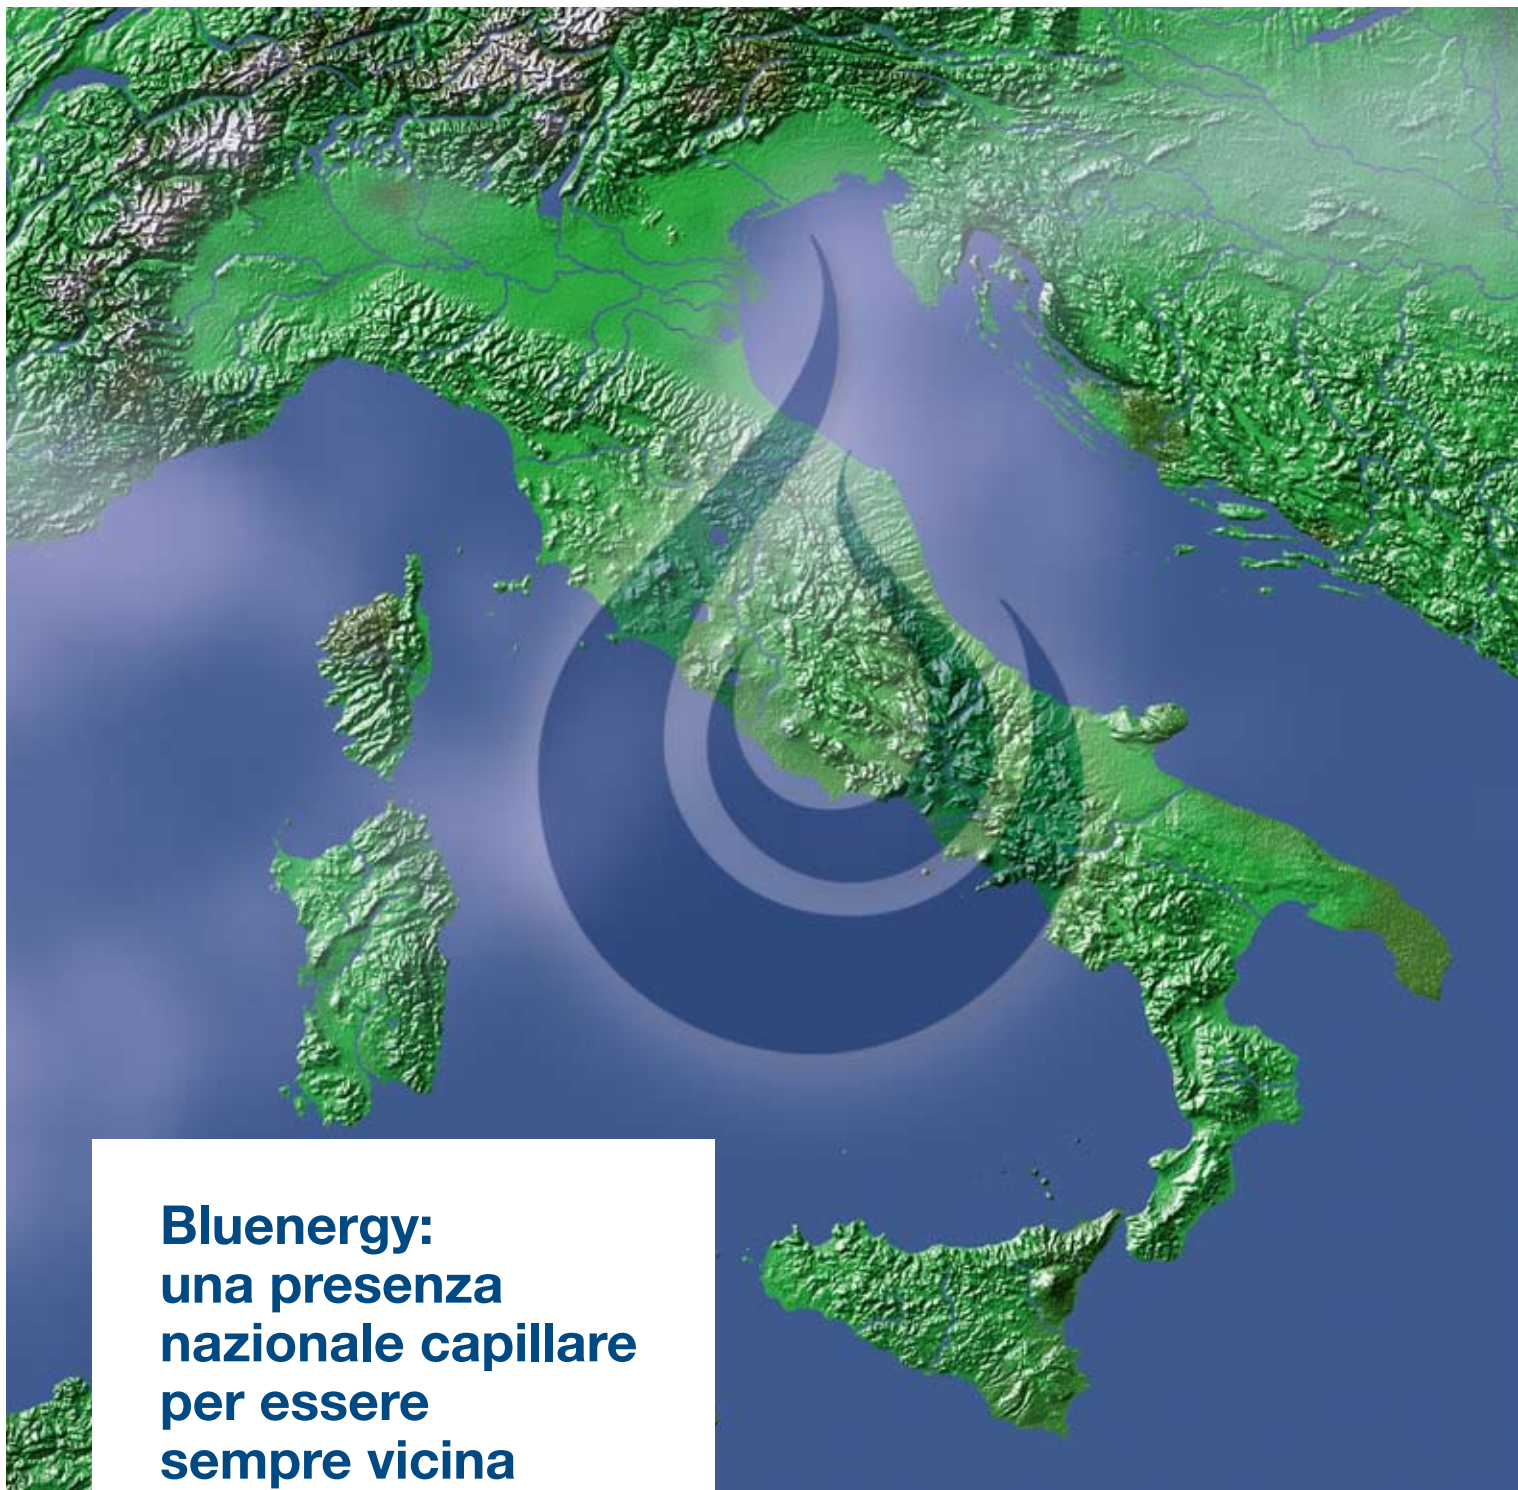 Bluenergy:
una presenza
nazionale capillare
per essere
sempre vicina